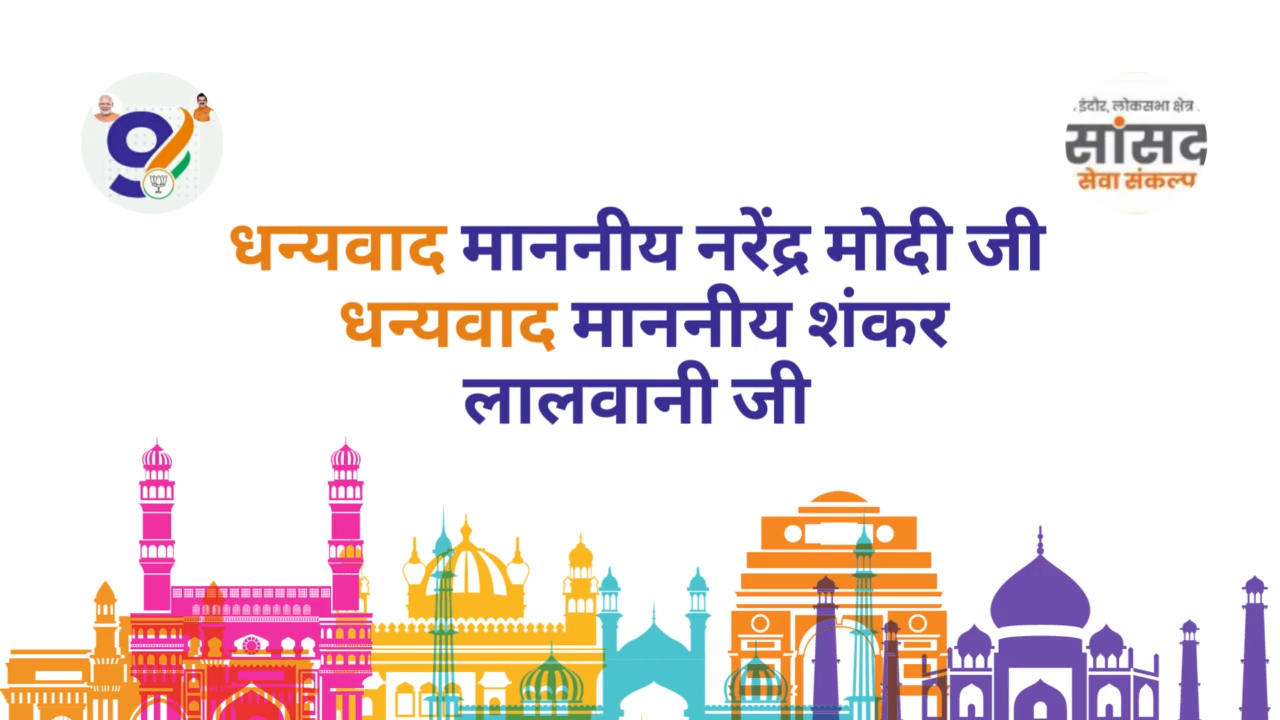 इंदौर, लोकसभा क्षेत्र
सांसद
सेवा संकल्प
धन्यवाद माननीय नरेंद्र मोदी जी
धन्यवाद माननीय शंकर
लालवानी जी